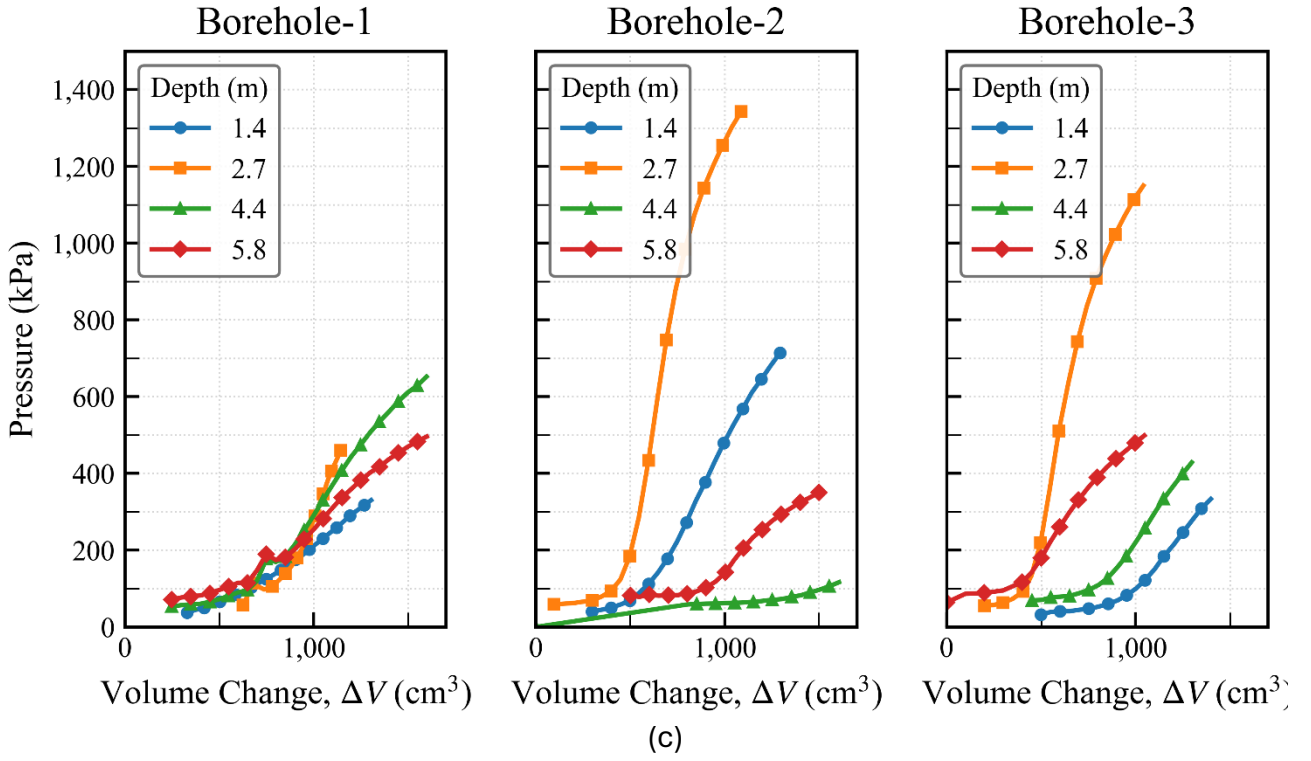 Borehole-1
Borehole-2
Borehole-3
Pressure (kPa)
1,400
1,200
1,000
800
600
400
200
0
Depth (m)
1.4
2.7
4.4
5.8
Depth (m)
1.4
2.7
4.4
5.8
Depth (m)
1.4
2.7
4.4
5.8
0 1,000
0 1,000
0 1,000
Volume Change, ΔV (cm³)
Volume Change, ΔV (cm³)
Volume Change, ΔV (cm³)
(c)